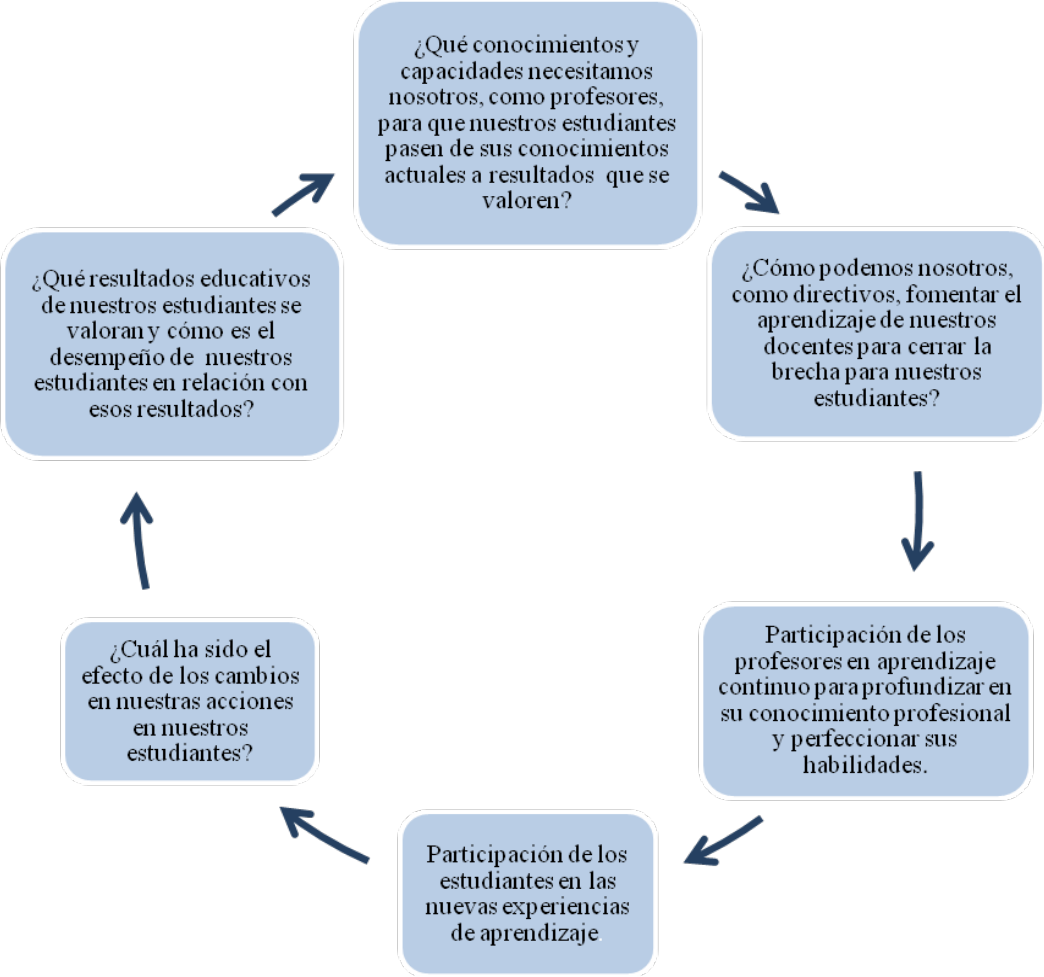 ¿Qué conocimientos y
capacidades necesitamos
nosotros, como profesores,
para que nuestros estudiantes
pasen de sus conocimientos
actuales a resultados que se
valoren?
¿Cómo podemos nosotros,
como directivos, fomentar el
aprendizaje de nuestros
docentes para cerrar la
brecha para nuestros
estudiantes?
Participación de los
profesores en aprendizaje
continuo para profundizar en
su conocimiento profesional
y perfeccionar sus
habilidades.
Participación de los
estudiantes en las
nuevas experiencias
de aprendizaje.
¿Cuál ha sido el
efecto de los cambios
en nuestras acciones
en nuestros
estudiantes?
¿Qué resultados educativos
de nuestros estudiantes se
valoran y cómo es el
desempeño de nuestros
estudiantes en relación con
esos resultados?